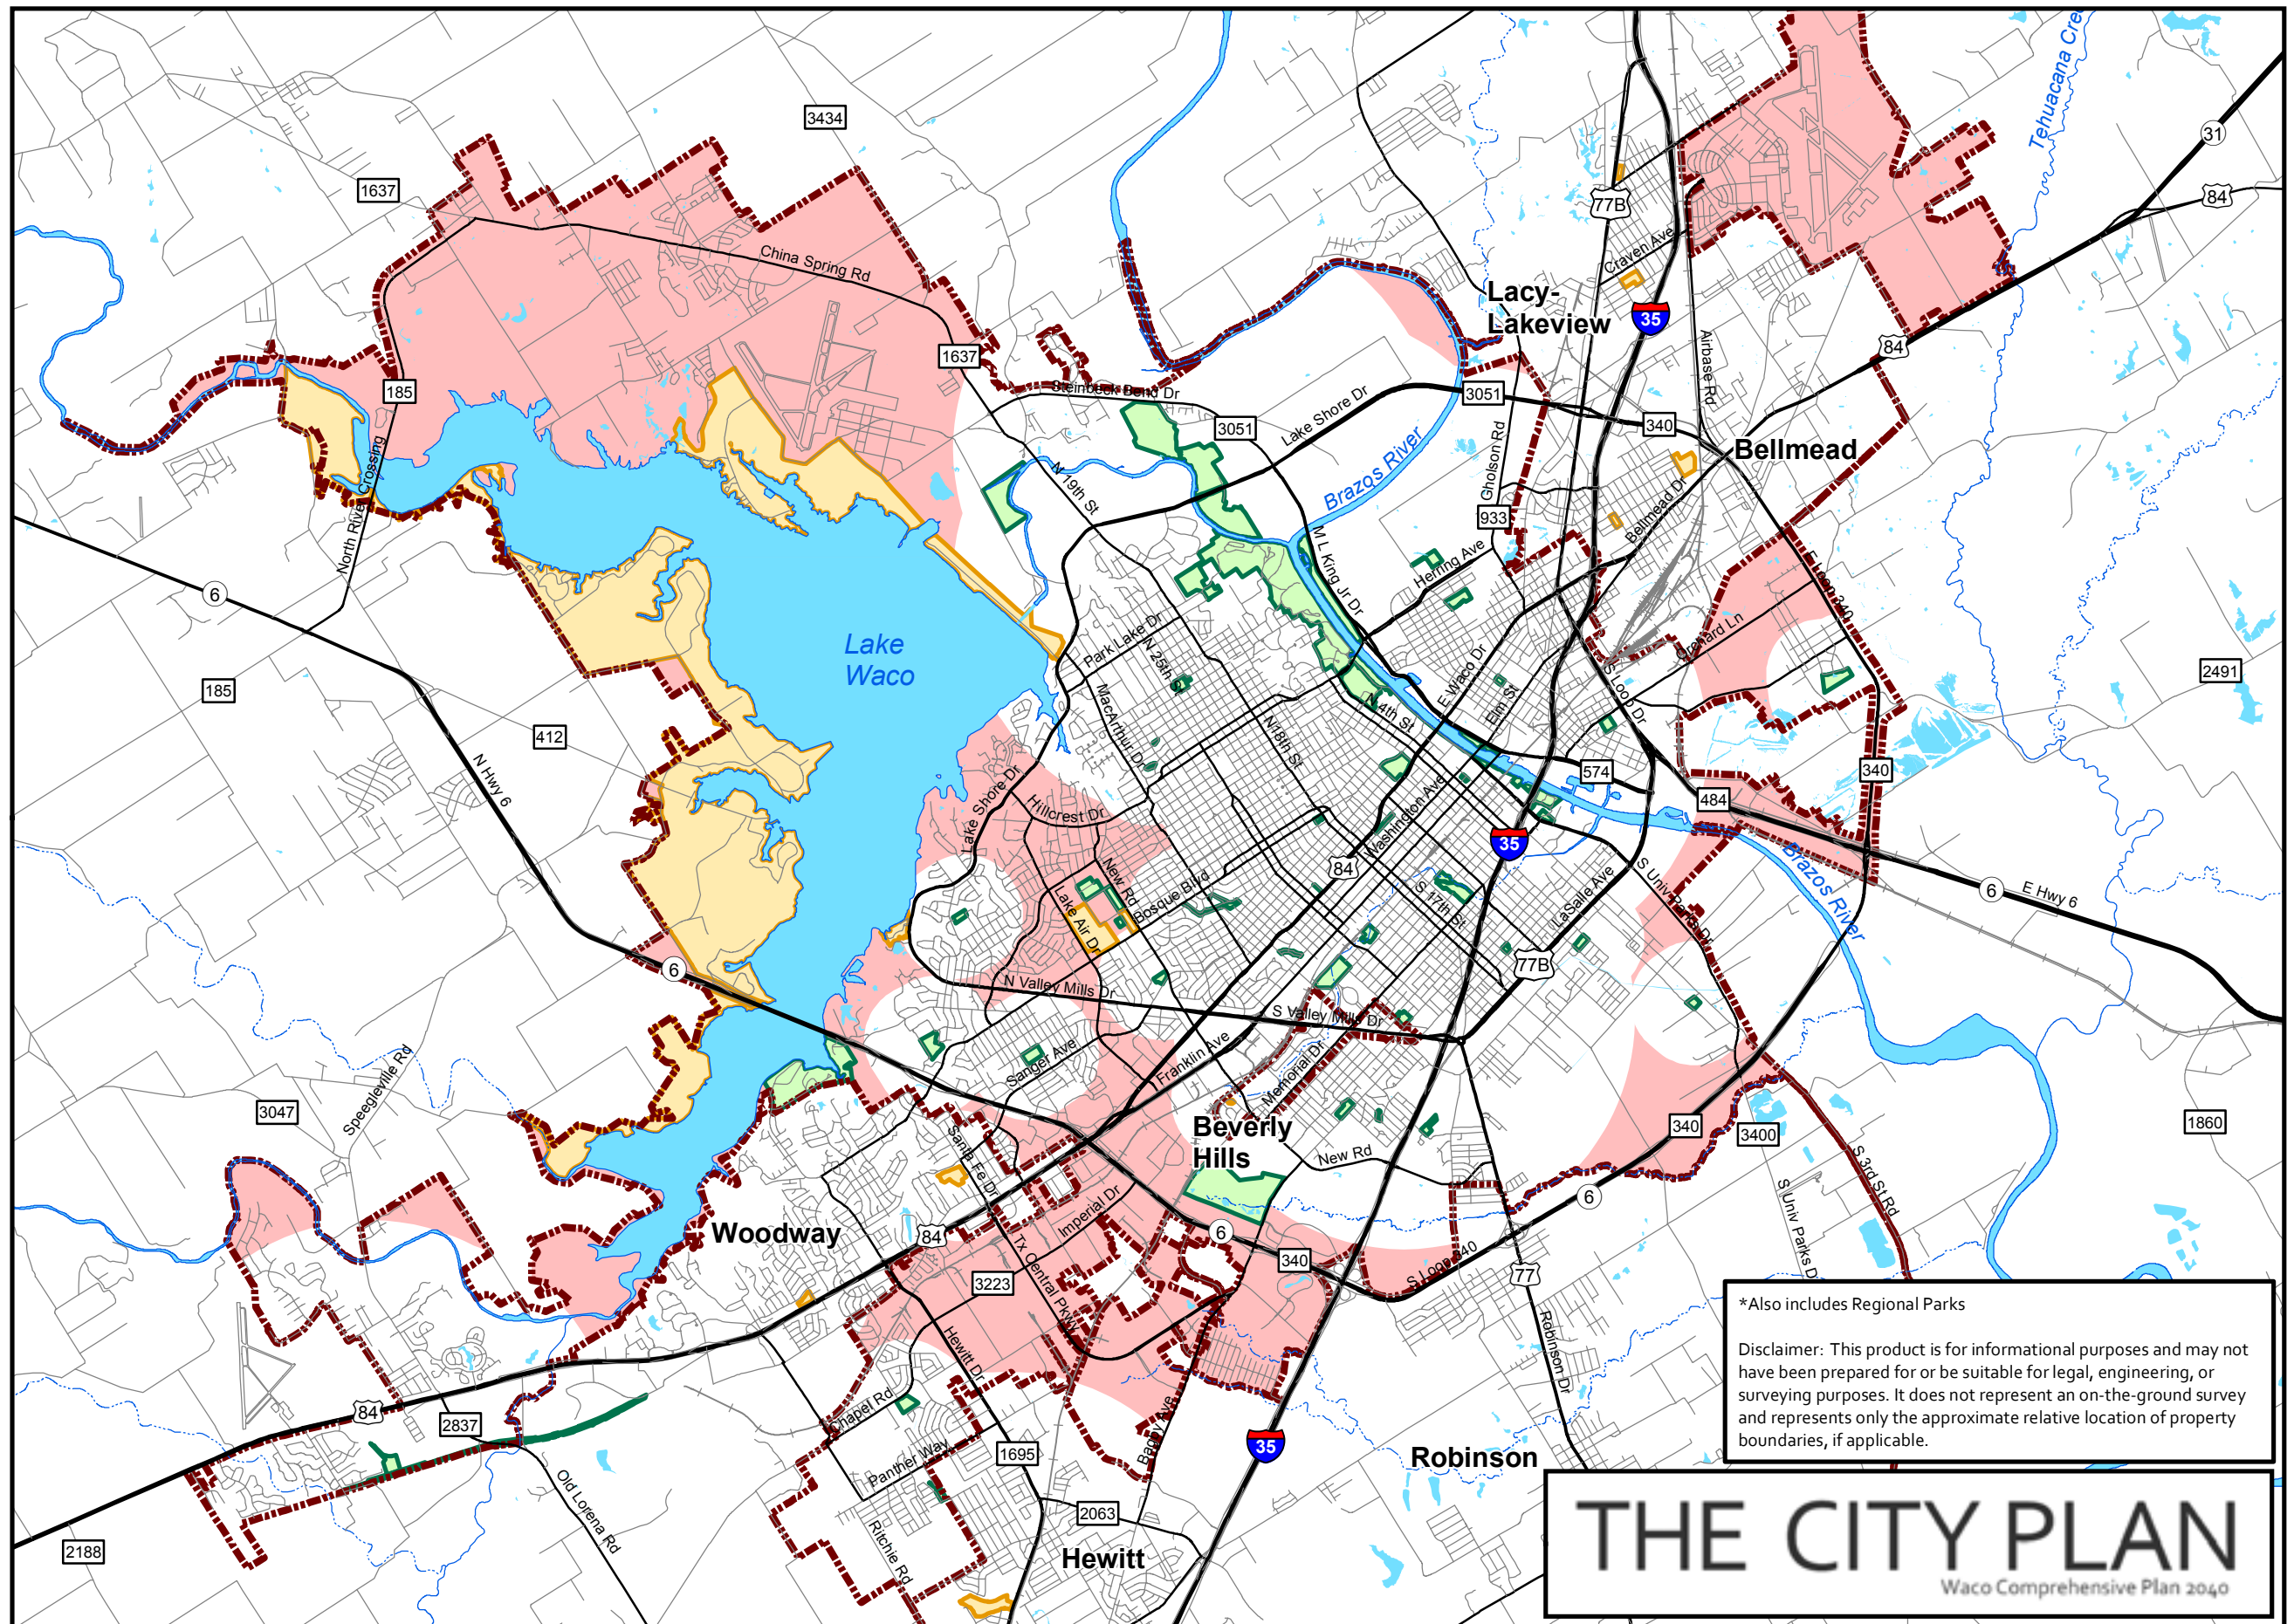 3434
Tehuacana Cree
31
1637
77B
84
China Spring Rd
Craven Ave
Lacy-
Lakeview
35
Airbase Rd
1637
84
185
Steinbeck Bend Dr
3051
3051
Lake Shore Dr
340
Bellmead
North River Crossing
N 19th St
Brazos River
Gholson Rd
933
Bellmead Dr
M L King Jr Dr
Herring Ave
E Loop 340
6
Lake
Waco
Park Lake Dr
N 25th St
Orchard Ln
S Loop Dr
185
2491
412
MacArthur Dr
N 4th St
E Waco Dr
Elm St
N18th St
N Hwy 6
574
340
Lake Shore Dr
Hillcrest Dr
Washington Ave
484
35
84
New Rd
Bosque Blvd
S 17th St
LaSalle Ave
S Univ Parks Dr
Brazos River
6
E Hwy 6
Lake Air Dr
6
77B
N Valley Mills Dr
S Valley Mills Dr
Sanger Ave
Franklin Ave
Memorial Dr
Speegleville Rd
3047
Beverly
Hills
340
3400
1860
Santa Fe Dr
New Rd
S 3rd St Rd
Woodway
84
Imperial Dr
6
6
S Univ Parks D
340
S Loop 340
77
3223
Tx Central Pkwy
*Also includes Regional Parks
Disclaimer: This product is for informational purposes and may not
have been prepared for or be suitable for legal, engineering, or
surveying purposes. It does not represent an on-the-ground survey
and represents only the approximate relative location of property
boundaries, if applicable.
Hewitt Dr
Robinson Dr
84
2837
Chapel Rd
Bagby Ave
35
1695
Panther Way
Robinson
Old Lorena Rd
2063
Ritchie Rd
2188
Hewitt
THE CITY PLAN
Waco Comprehensive Plan 2040